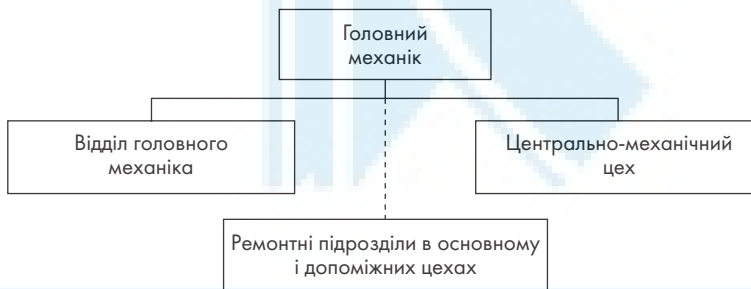 Головний
механік
Відділ головного
механіка
Центрально-механічний
цех
Ремонтні підрозділи в основному
і допоміжних цехах